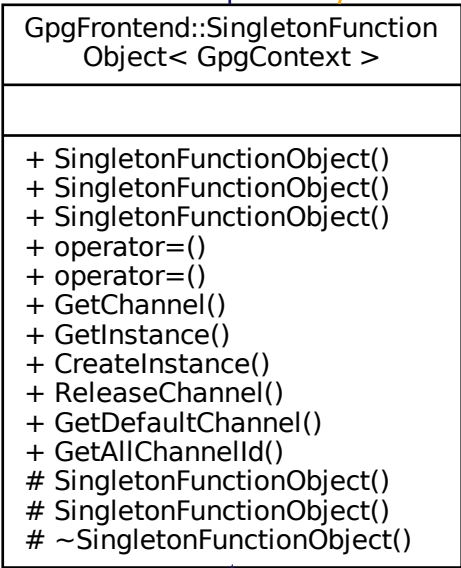 GpgFrontend::SingletonFunction
Object< GpgContext >
+ SingletonFunctionObject()
+ SingletonFunctionObject()
+ SingletonFunctionObject()
+ operator=()
+ operator=()
+ GetChannel()
+ GetInstance()
+ CreateInstance()
+ ReleaseChannel()
+ GetDefaultChannel()
+ GetAllChannelId()
# SingletonFunctionObject()
# SingletonFunctionObject()
# ~SingletonFunctionObject()